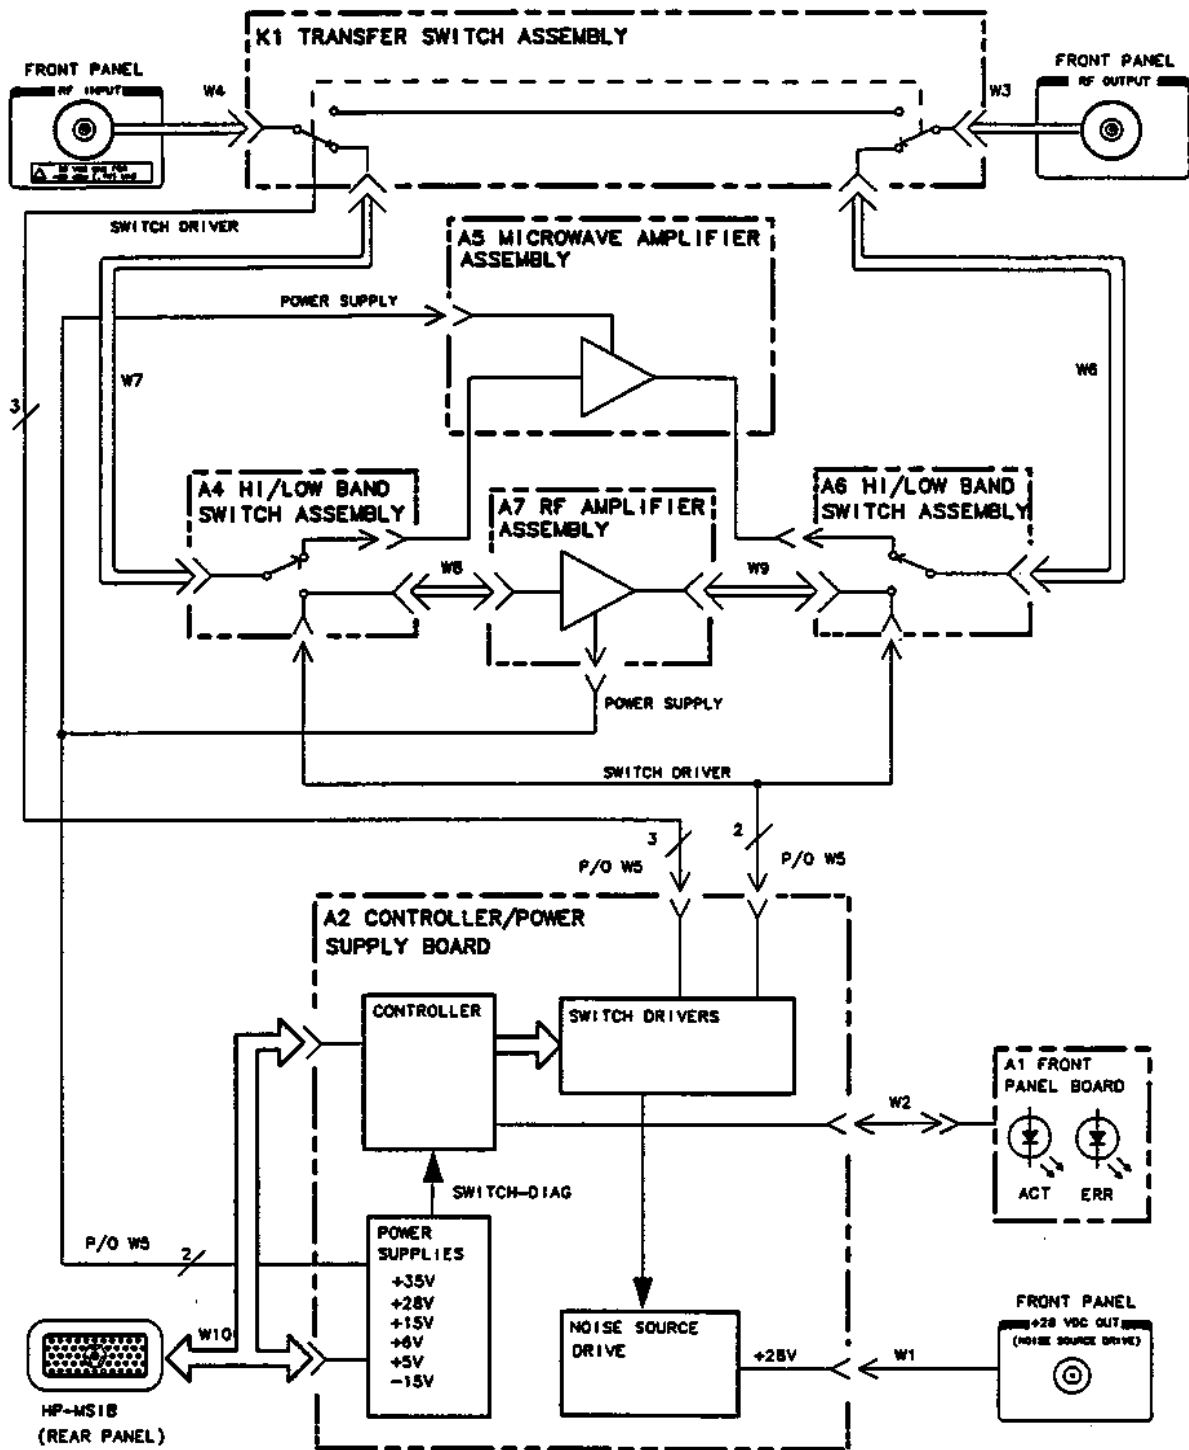 K1 TRANSFER SWITCH ASSEMBLY
FRONT PANEL
RF INPUT
W4
W3
FRONT PANEL
RF OUTPUT
SWITCH DRIVER
A5 MICROWAVE AMPLIFIER
ASSEMBLY
POWER SUPPLY
W7
W6
3
A4 HI/LOW BAND
SWITCH ASSEMBLY
A7 RF AMPLIFIER
ASSEMBLY
A6 HI/LOW BAND
SWITCH ASSEMBLY
W8
W9
POWER SUPPLY
SWITCH DRIVER
3
2
P/O W5
P/O W5
A2 CONTROLLER/POWER
SUPPLY BOARD
CONTROLLER
SWITCH DRIVERS
A1 FRONT
PANEL BOARD
W2
ACT
ERR
SWITCH-DIAG
P/O W5
2
POWER
SUPPLIES
+35V
+28V
+15V
+6V
+5V
-15V
NOISE SOURCE
DRIVE
+28V
W1
FRONT PANEL
+28 VDC OUT
(NOISE SOURCE DRIVE)
W10
HP-MSIB
(REAR PANEL)